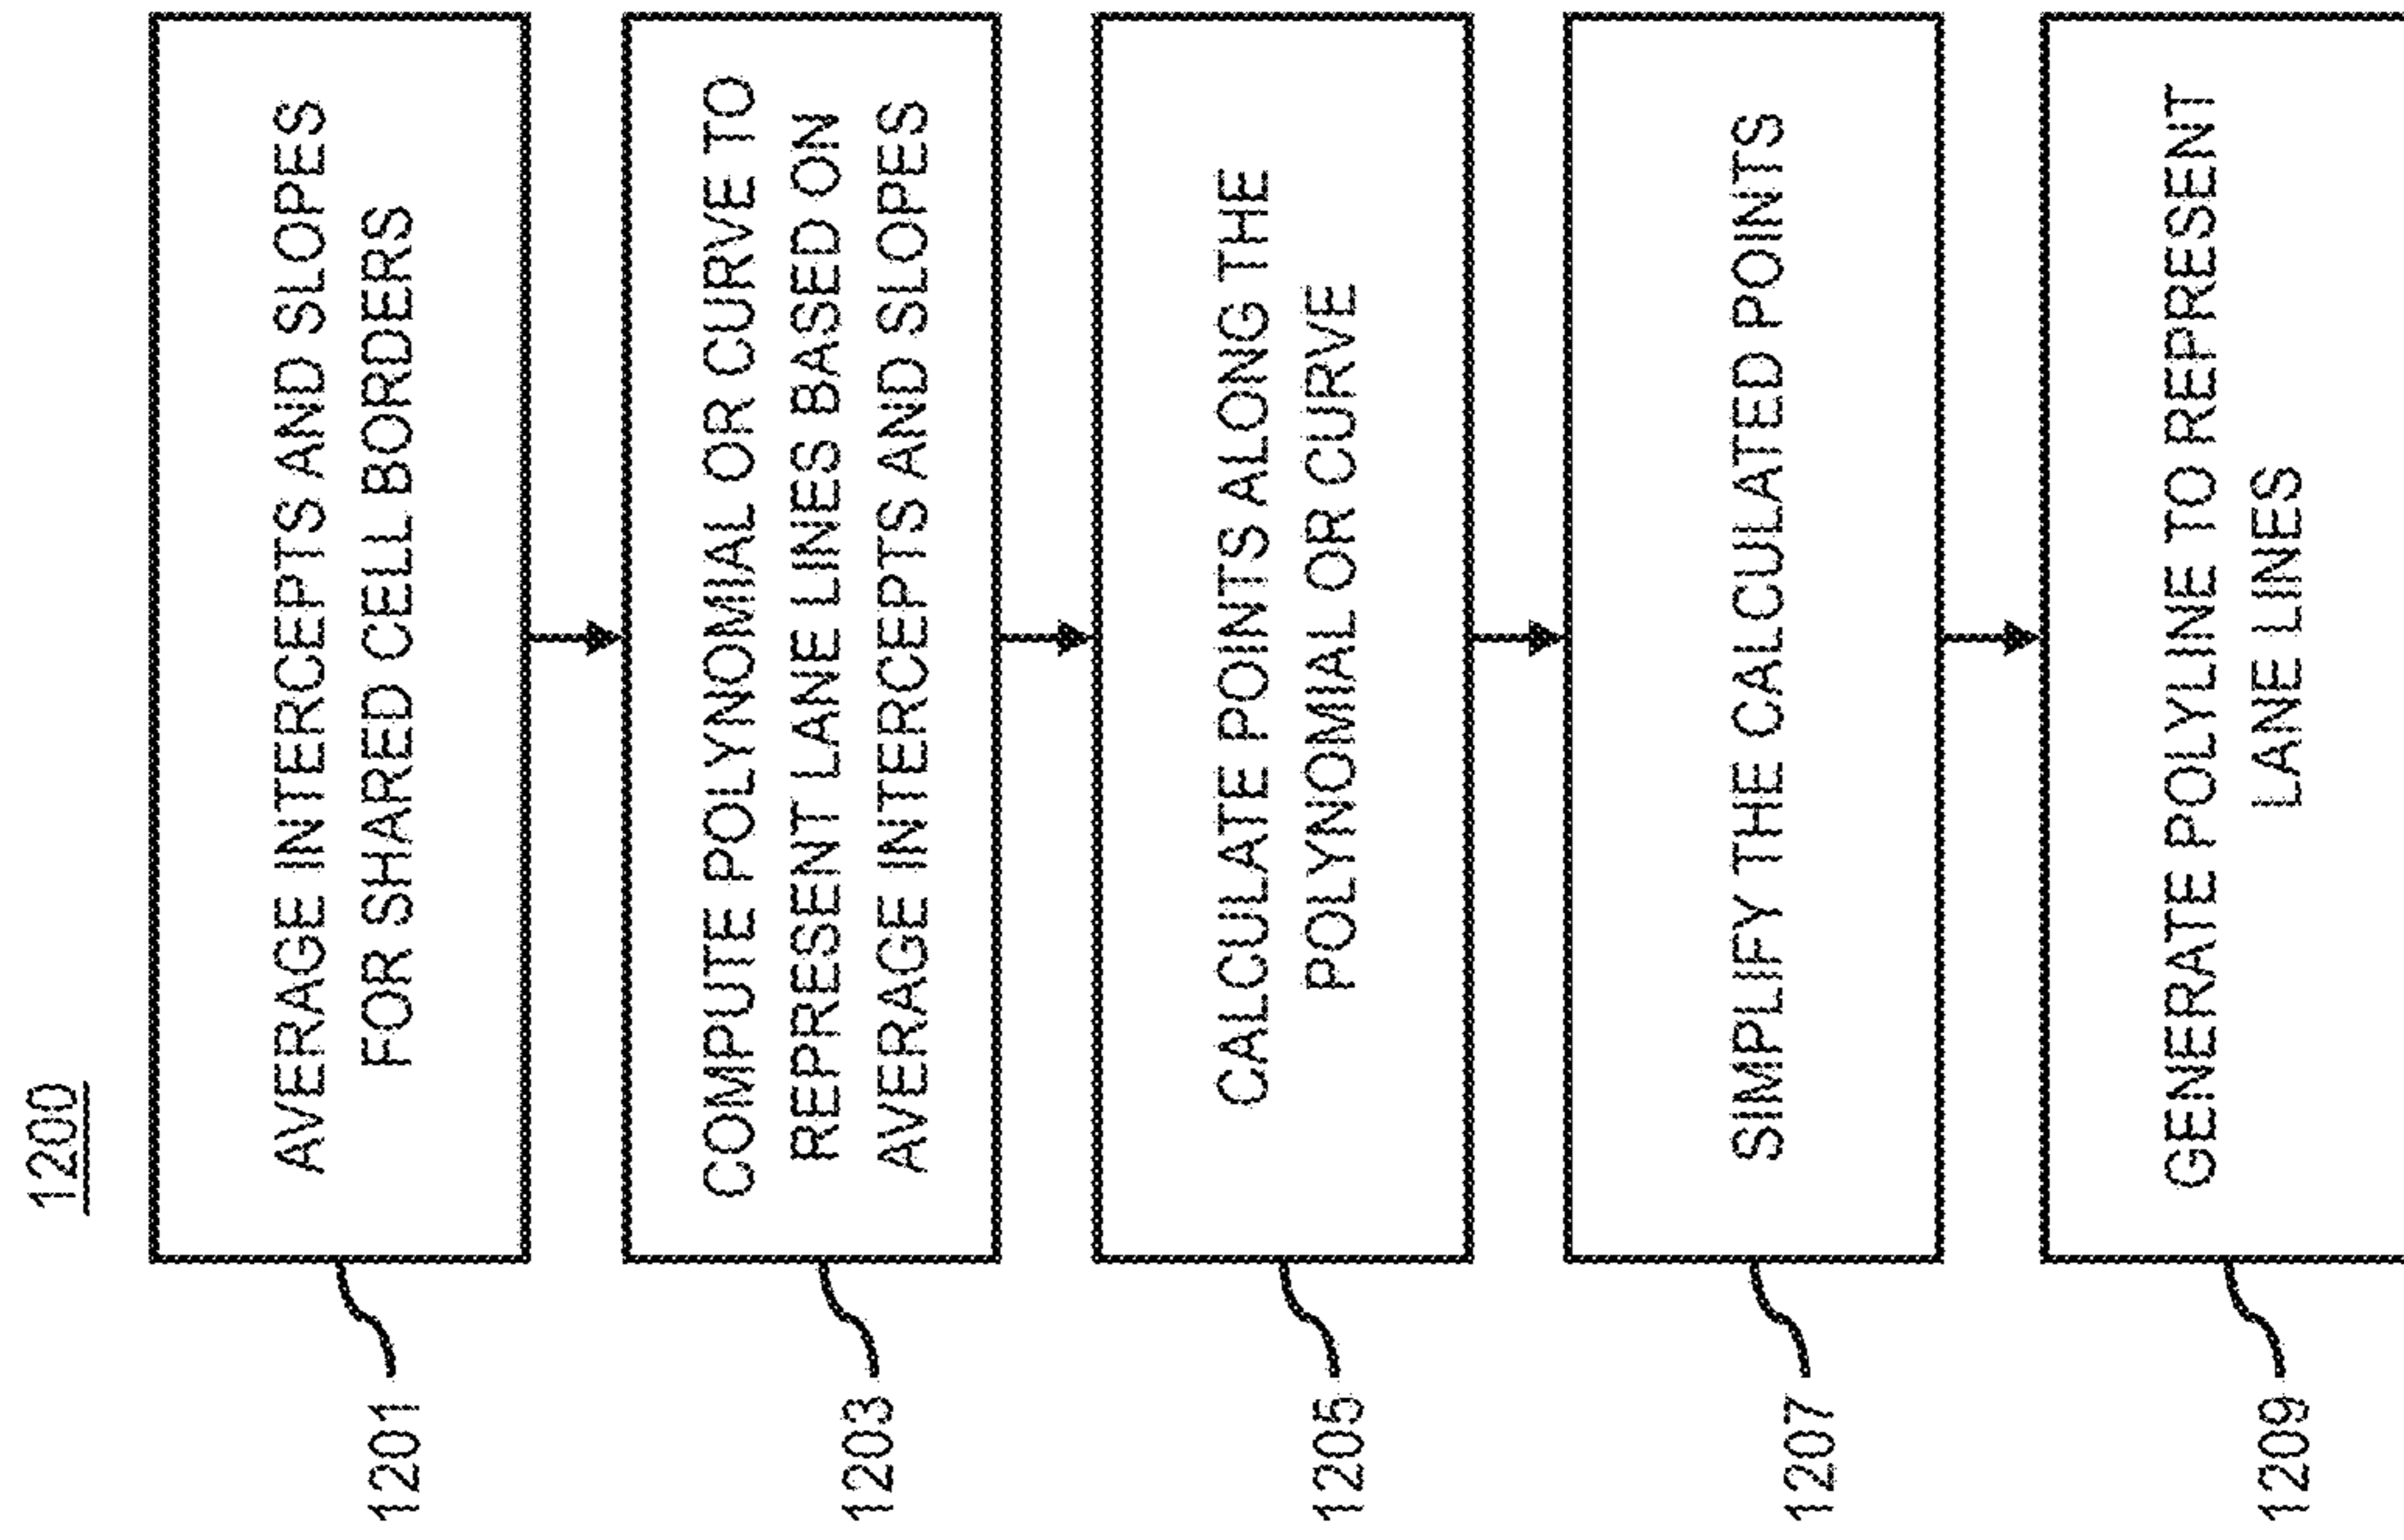 1200
1201
AVERAGE INTERCEPTS AND SLOPES
FOR SHARED CELL BORDERS
1203
COMPUTE POLYNOMIAL OR CURVE TO
REPRESENT LANE LINES BASED ON
AVERAGE INTERCEPTS AND SLOPES
1205
CALCULATE POINTS ALONG THE
POLYNOMIAL OR CURVE
1207
SIMPLIFY THE CALCULATED POINTS
1209
GENERATE POLYLINE TO REPRESENT
LANE LINES